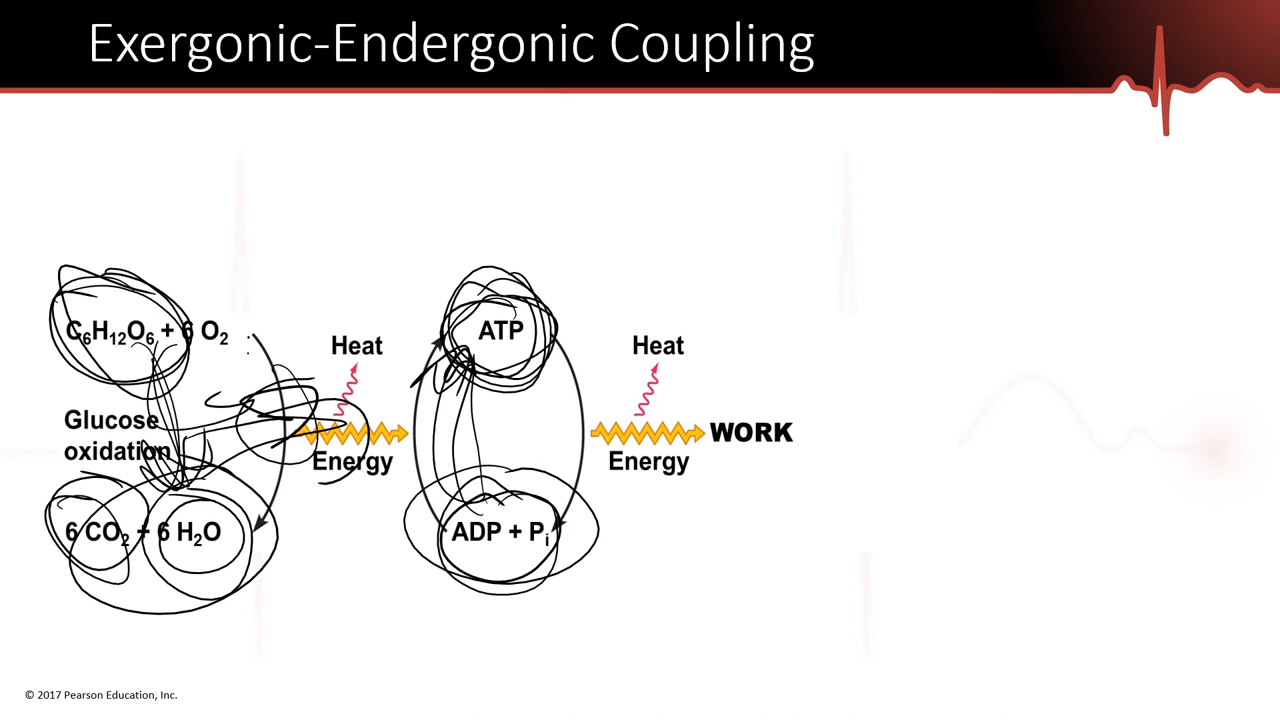 Exergonic-Endergonic Coupling
C₆H₁₂O₆ + 6 O₂
Glucose
oxidation
6 CO₂ + 6 H₂O
Heat
Energy
ATP
ADP + Pᵢ
Heat
Energy
WORK
© 2017 Pearson Education, Inc.